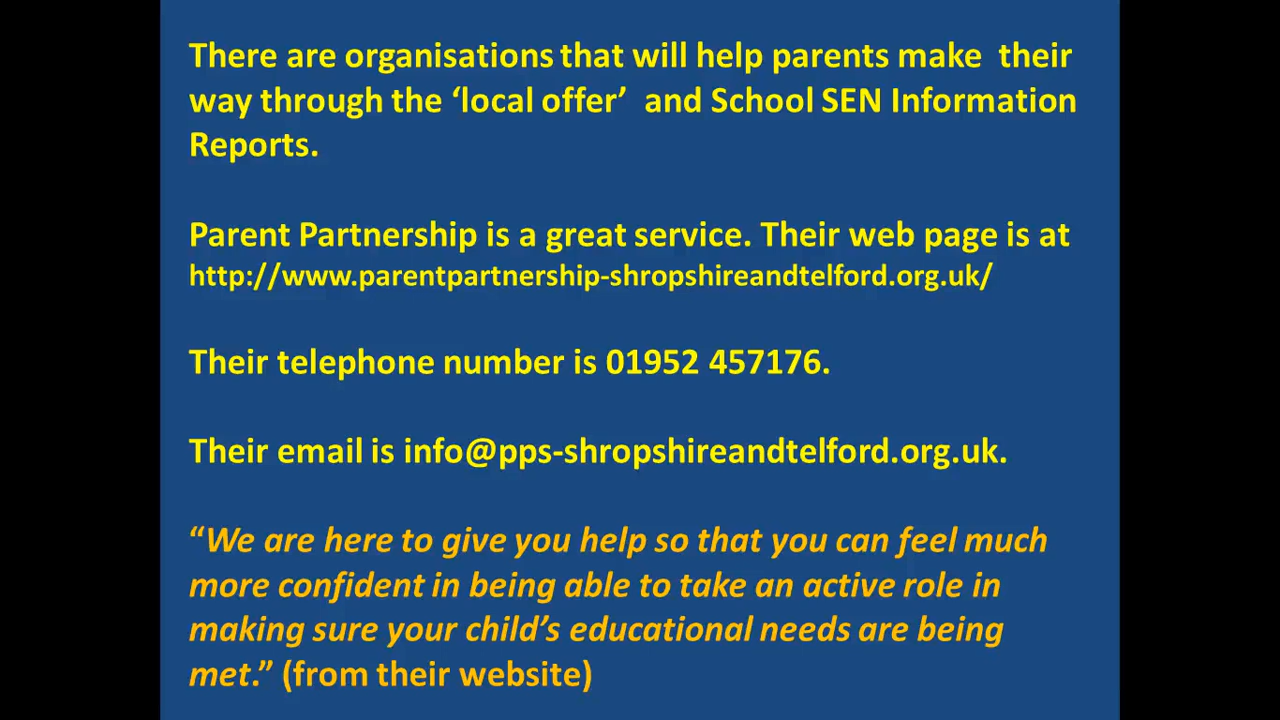 There are organisations that will help parents make their
way through the ‘local offer’ and School SEN Information
Reports.
Parent Partnership is a great service. Their web page is at
http://www.parentpartnership-shropshireandtelford.org.uk/
Their telephone number is 01952 457176.
Their email is info@pps-shropshireandtelford.org.uk.
“We are here to give you help so that you can feel much
more confident in being able to take an active role in
making sure your child’s educational needs are being
met.” (from their website)